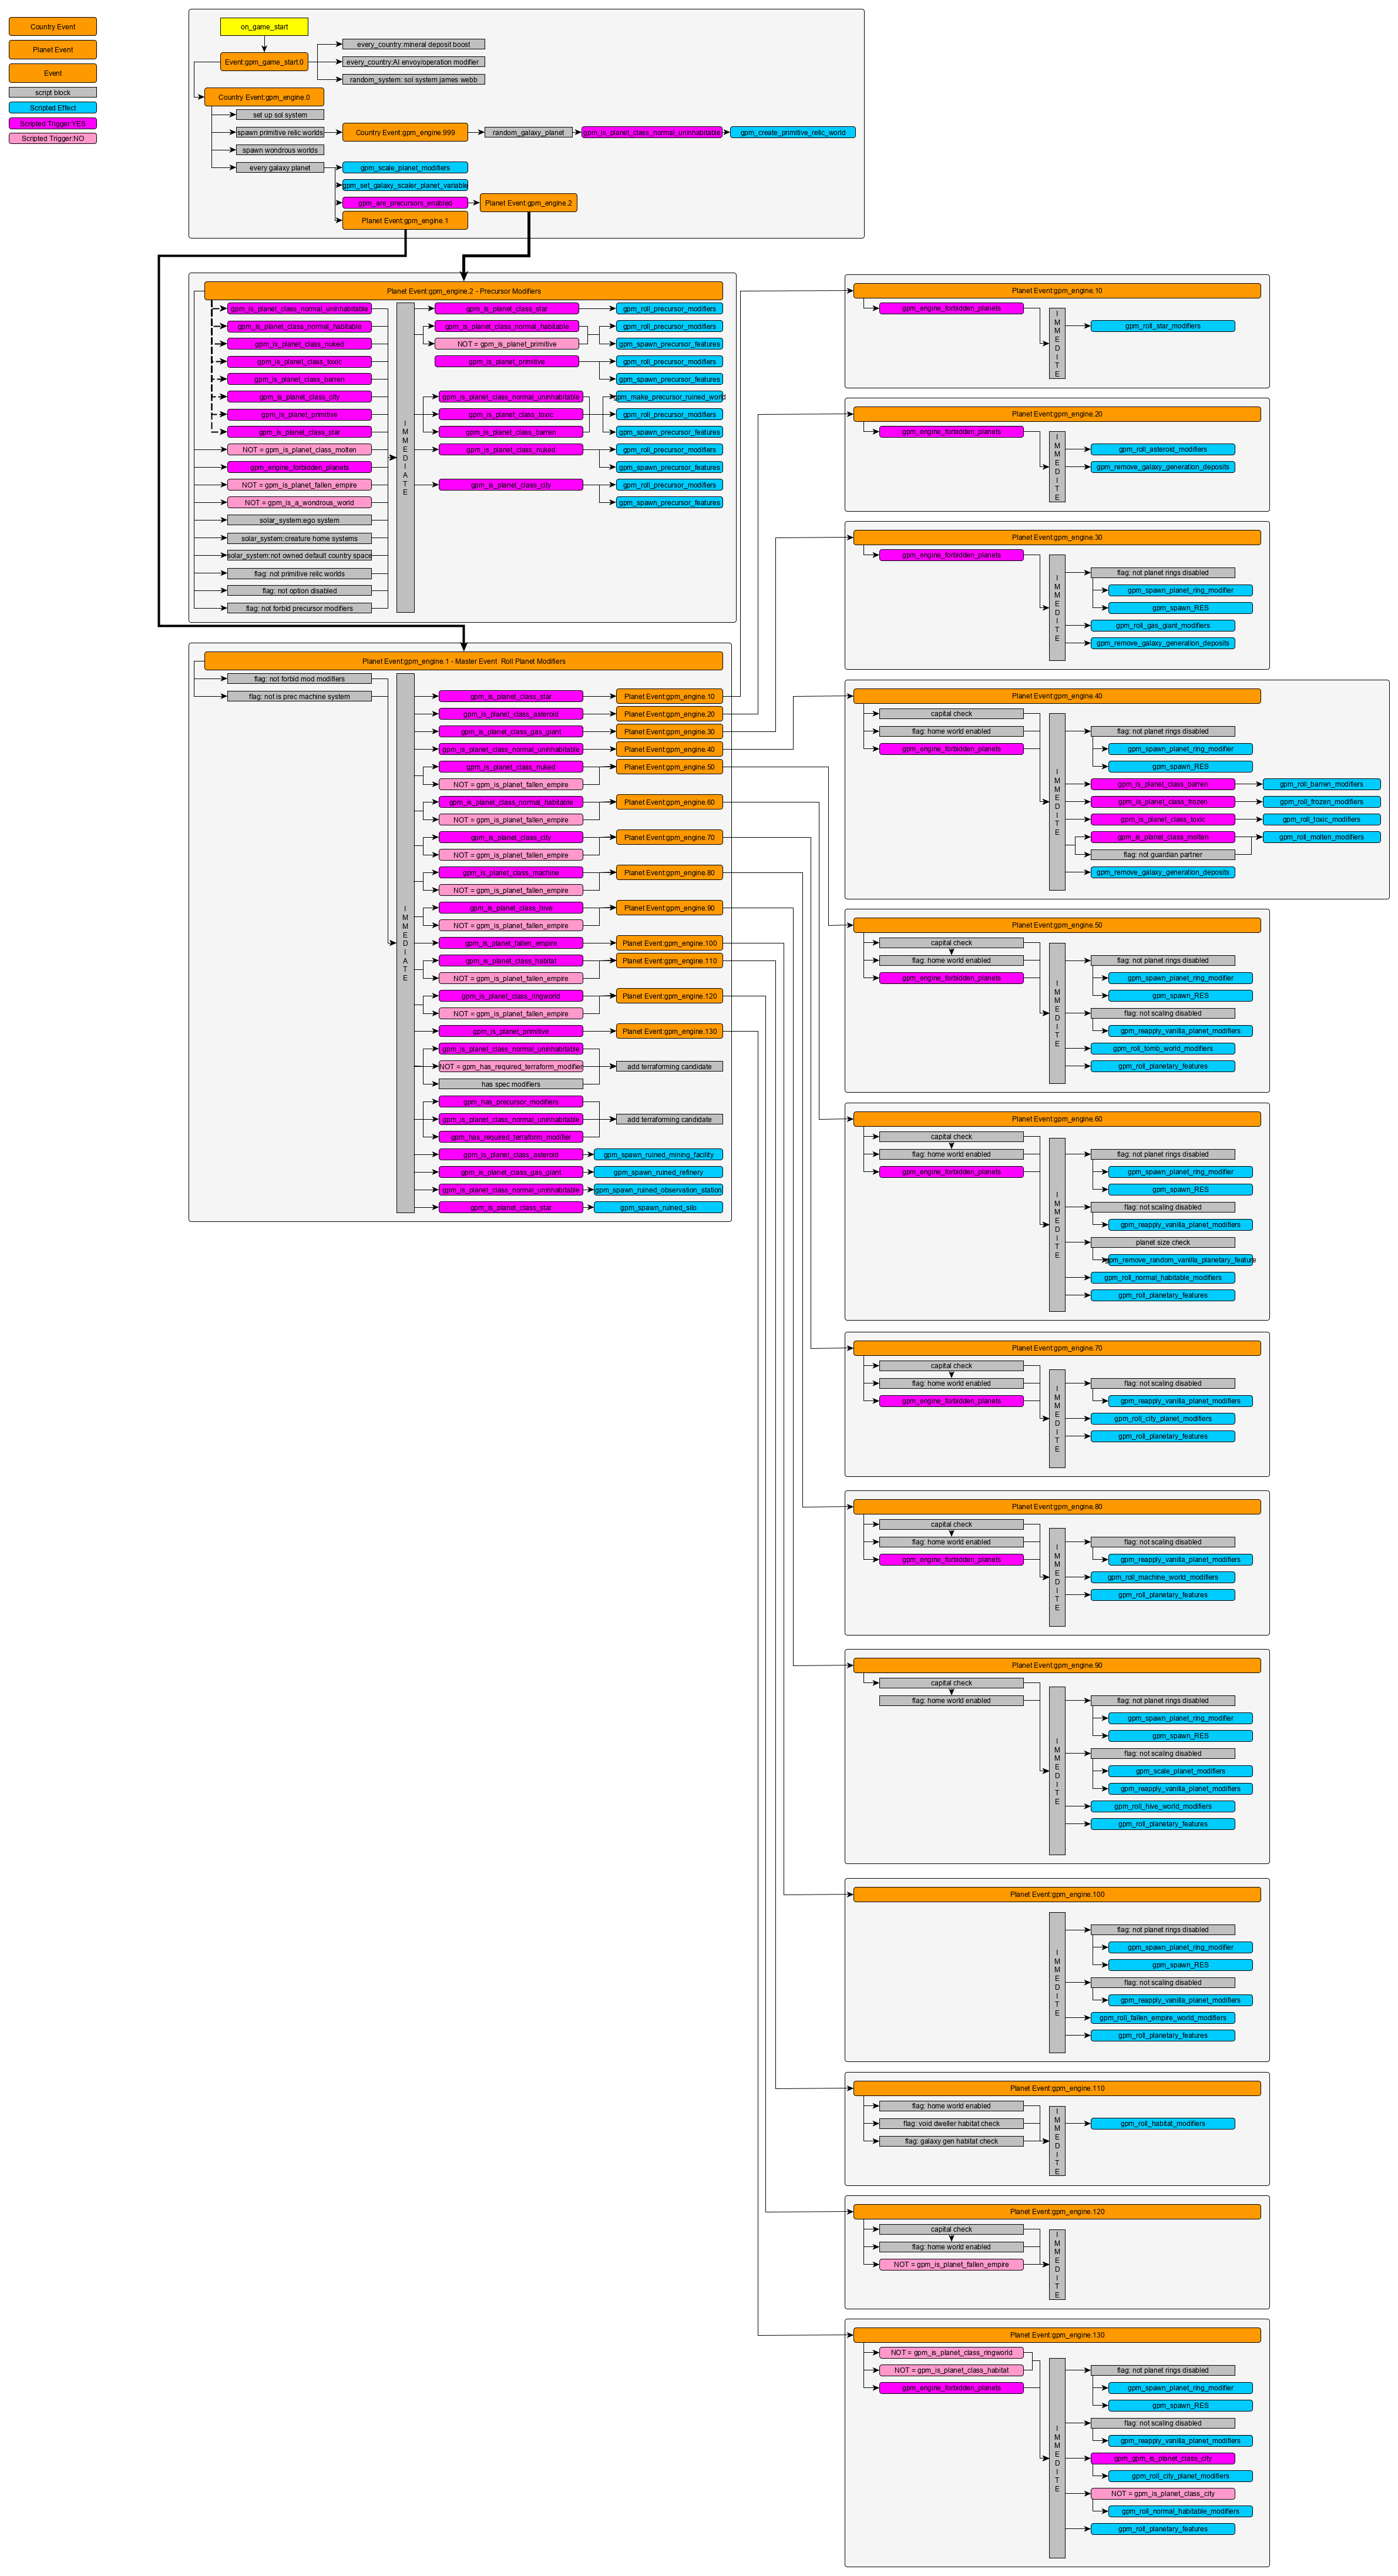 Country Event
Planet Event
Event
script block
Scripted Effect
Scripted Trigger:YES
Scripted Trigger:NO
on_game_start
Event:gpm_game_start.0
every_country:mineral deposit boost
every_country:AI envoy/operation modifier
random_system: sol system james webb
Country Event:gpm_engine.0
set up sol system
spawn primitive relic worlds
Country Event:gpm_engine.999
random_galaxy_planet
gpm_is_planet_class_normal_uninhabitable
gpm_create_primitive_relic_world
spawn wondrous worlds
every galaxy planet
gpm_scale_planet_modifiers
gpm_set_galaxy_scaler_planet_variable
gpm_are_precursors_enabled
Planet Event:gpm_engine.2
Planet Event:gpm_engine.1
Planet Event:gpm_engine.2 - Precursor Modifiers
gpm_is_planet_class_normal_uninhabitable
gpm_is_planet_class_normal_habitable
gpm_is_planet_class_nuked
gpm_is_planet_class_toxic
gpm_is_planet_class_barren
gpm_is_planet_class_city
gpm_is_planet_primitive
gpm_is_planet_class_star
NOT = gpm_is_planet_class_molten
gpm_engine_forbidden_planets
NOT = gpm_is_planet_fallen_empire
NOT = gpm_is_a_wondrous_world
solar_system:ego system
solar_system:creature home systems
solar_system:not owned default country space
flag: not primitive relic worlds
flag: not option disabled
flag: not forbid precursor modifiers
IMMEDIATE
gpm_is_planet_class_star
gpm_roll_precursor_modifiers
gpm_is_planet_class_normal_habitable
gpm_roll_precursor_modifiers
NOT = gpm_is_planet_primitive
gpm_spawn_precursor_features
gpm_is_planet_primitive
gpm_roll_precursor_modifiers
gpm_spawn_precursor_features
gpm_is_planet_class_normal_uninhabitable
gpm_make_precursor_ruined_world
gpm_is_planet_class_toxic
gpm_roll_precursor_modifiers
gpm_is_planet_class_barren
gpm_spawn_precursor_features
gpm_is_planet_class_nuked
gpm_roll_precursor_modifiers
gpm_spawn_precursor_features
gpm_is_planet_class_city
gpm_roll_precursor_modifiers
gpm_spawn_precursor_features
Planet Event:gpm_engine.1 - Master Event Roll Planet Modifiers
flag: not forbid mod modifiers
flag: not is prec machine system
IMMEDIATE
gpm_is_planet_class_star
Planet Event:gpm_engine.10
gpm_is_planet_class_asteroid
Planet Event:gpm_engine.20
gpm_is_planet_class_gas_giant
Planet Event:gpm_engine.30
gpm_is_planet_class_normal_uninhabitable
Planet Event:gpm_engine.40
gpm_is_planet_class_nuked
Planet Event:gpm_engine.50
NOT = gpm_is_planet_fallen_empire
gpm_is_planet_class_normal_habitable
Planet Event:gpm_engine.60
NOT = gpm_is_planet_fallen_empire
gpm_is_planet_class_city
Planet Event:gpm_engine.70
NOT = gpm_is_planet_fallen_empire
gpm_is_planet_class_machine
Planet Event:gpm_engine.80
NOT = gpm_is_planet_fallen_empire
gpm_is_planet_class_hive
Planet Event:gpm_engine.90
NOT = gpm_is_planet_fallen_empire
gpm_is_planet_fallen_empire
Planet Event:gpm_engine.100
gpm_is_planet_class_habitat
Planet Event:gpm_engine.110
NOT = gpm_is_planet_fallen_empire
gpm_is_planet_class_ringworld
Planet Event:gpm_engine.120
NOT = gpm_is_planet_fallen_empire
gpm_is_planet_primitive
Planet Event:gpm_engine.130
gpm_is_planet_class_normal_uninhabitable
NOT = gpm_has_required_terraform_modifier
add terraforming candidate
has spec modifiers
gpm_has_precursor_modifiers
gpm_is_planet_class_normal_uninhabitable
add terraforming candidate
gpm_has_required_terraform_modifier
gpm_is_planet_class_asteroid
gpm_spawn_ruined_mining_facility
gpm_is_planet_class_gas_giant
gpm_spawn_ruined_refinery
gpm_is_planet_class_normal_uninhabitable
gpm_spawn_ruined_observation_station
gpm_is_planet_class_star
gpm_spawn_ruined_silo
Planet Event:gpm_engine.10
gpm_engine_forbidden_planets
IMMEDITE
gpm_roll_star_modifiers
Planet Event:gpm_engine.20
gpm_engine_forbidden_planets
IMMEDITE
gpm_roll_asteroid_modifiers
gpm_remove_galaxy_generation_deposits
Planet Event:gpm_engine.30
gpm_engine_forbidden_planets
IMMEDITE
flag: not planet rings disabled
gpm_spawn_planet_ring_modifier
gpm_spawn_RES
gpm_roll_gas_giant_modifiers
gpm_remove_galaxy_generation_deposits
Planet Event:gpm_engine.40
capital check
flag: home world enabled
gpm_engine_forbidden_planets
IMMEDITE
flag: not planet rings disabled
gpm_spawn_planet_ring_modifier
gpm_spawn_RES
gpm_is_planet_class_barren
gpm_roll_barren_modifiers
gpm_is_planet_class_frozen
gpm_roll_frozen_modifiers
gpm_is_planet_class_toxic
gpm_roll_toxic_modifiers
gpm_is_planet_class_molten
gpm_roll_molten_modifiers
flag: not guardian partner
gpm_remove_galaxy_generation_deposits
Planet Event:gpm_engine.50
capital check
flag: home world enabled
gpm_engine_forbidden_planets
IMMEDITE
flag: not planet rings disabled
gpm_spawn_planet_ring_modifier
gpm_spawn_RES
flag: not scaling disabled
gpm_reapply_vanilla_planet_modifiers
gpm_roll_tomb_world_modifiers
gpm_roll_planetary_features
Planet Event:gpm_engine.60
capital check
flag: home world enabled
gpm_engine_forbidden_planets
IMMEDITE
flag: not planet rings disabled
gpm_spawn_planet_ring_modifier
gpm_spawn_RES
flag: not scaling disabled
gpm_reapply_vanilla_planet_modifiers
planet size check
gpm_remove_random_vanilla_planetary_feature
gpm_roll_normal_habitable_modifiers
gpm_roll_planetary_features
Planet Event:gpm_engine.70
capital check
flag: home world enabled
gpm_engine_forbidden_planets
IMMEDITE
flag: not scaling disabled
gpm_reapply_vanilla_planet_modifiers
gpm_roll_city_planet_modifiers
gpm_roll_planetary_features
Planet Event:gpm_engine.80
capital check
flag: home world enabled
gpm_engine_forbidden_planets
IMMEDITE
flag: not scaling disabled
gpm_reapply_vanilla_planet_modifiers
gpm_roll_machine_world_modifiers
gpm_roll_planetary_features
Planet Event:gpm_engine.90
capital check
flag: home world enabled
IMMEDITE
flag: not planet rings disabled
gpm_spawn_planet_ring_modifier
gpm_spawn_RES
flag: not scaling disabled
gpm_scale_planet_modifiers
gpm_reapply_vanilla_planet_modifiers
gpm_roll_hive_world_modifiers
gpm_roll_planetary_features
Planet Event:gpm_engine.100
IMMEDITE
flag: not planet rings disabled
gpm_spawn_planet_ring_modifier
gpm_spawn_RES
flag: not scaling disabled
gpm_reapply_vanilla_planet_modifiers
gpm_roll_fallen_empire_world_modifiers
gpm_roll_planetary_features
Planet Event:gpm_engine.110
flag: home world enabled
flag: void dweller habitat check
flag: galaxy gen habitat check
IMMEDITE
gpm_roll_habitat_modifiers
Planet Event:gpm_engine.120
capital check
flag: home world enabled
NOT = gpm_is_planet_fallen_empire
IMMEDITE
Planet Event:gpm_engine.130
NOT = gpm_is_planet_class_ringworld
NOT = gpm_is_planet_class_habitat
gpm_engine_forbidden_planets
IMMEDITE
flag: not planet rings disabled
gpm_spawn_planet_ring_modifier
gpm_spawn_RES
flag: not scaling disabled
gpm_reapply_vanilla_planet_modifiers
gpm_gpm_is_planet_class_city
gpm_roll_city_planet_modifiers
NOT = gpm_is_planet_class_city
gpm_roll_normal_habitable_modifiers
gpm_roll_planetary_features